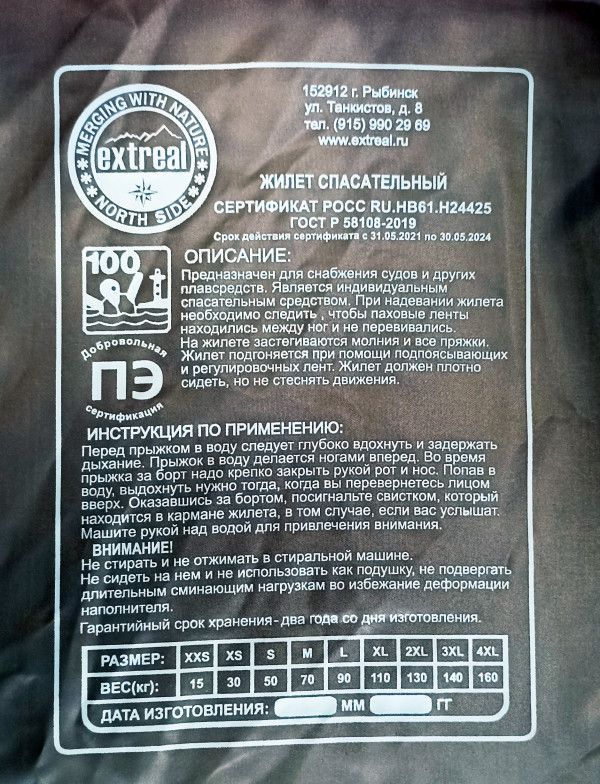 MERGING WITH NATURE
extreal
NORTH SIDE
152912 г. Рыбинск
ул. Танкистов, д. 8
тел. (915) 990 29 69
www.extreal.ru
ЖИЛЕТ СПАСАТЕЛЬНЫЙ
СЕРТИФИКАТ РОСС RU.НВ61.Н24425
ГОСТ Р 58108-2019
Срок действия сертификата с 31.05.2021 по 30.05.2024
100
Добровольная
ПЭ
сертификация
ОПИСАНИЕ:
Предназначен для снабжения судов и других
плавсредств. Является индивидуальным
спасательным средством. При надевании жилета
необходимо следить , чтобы паховые ленты
находились между ног и не перевивались.
На жилете застегиваются молния и все пряжки.
Жилет подгоняется при помощи подпоясывающих
и регулировочных лент. Жилет должен плотно
сидеть, но не стеснять движения.
ИНСТРУКЦИЯ ПО ПРИМЕНЕНИЮ:
Перед прыжком в воду следует глубоко вдохнуть и задержать
дыхание. Прыжок в воду делается ногами вперед. Во время
прыжка за борт надо крепко закрыть рукой рот и нос. Попав в
воду, выдохнуть нужно тогда, когда вы перевернетесь лицом
вверх. Оказавшись за бортом, посигнальте свистком, который
находится в кармане жилета, в том случае, если вас услышат.
Машите рукой над водой для привлечения внимания.
ВНИМАНИЕ!
Не стирать и не отжимать в стиральной машине.
Не сидеть на нем и не использовать как подушку, не подвергать
длительным сминающим нагрузкам во избежание деформации
наполнителя.
Гарантийный срок хранения-два года со дня изготовления.
РАЗМЕР: XXS XS S M L XL 2XL 3XL 4XL
ВЕС(кг): 15 30 50 70 90 110 130 140 160
ДАТА ИЗГОТОВЛЕНИЯ: ММ ГГ